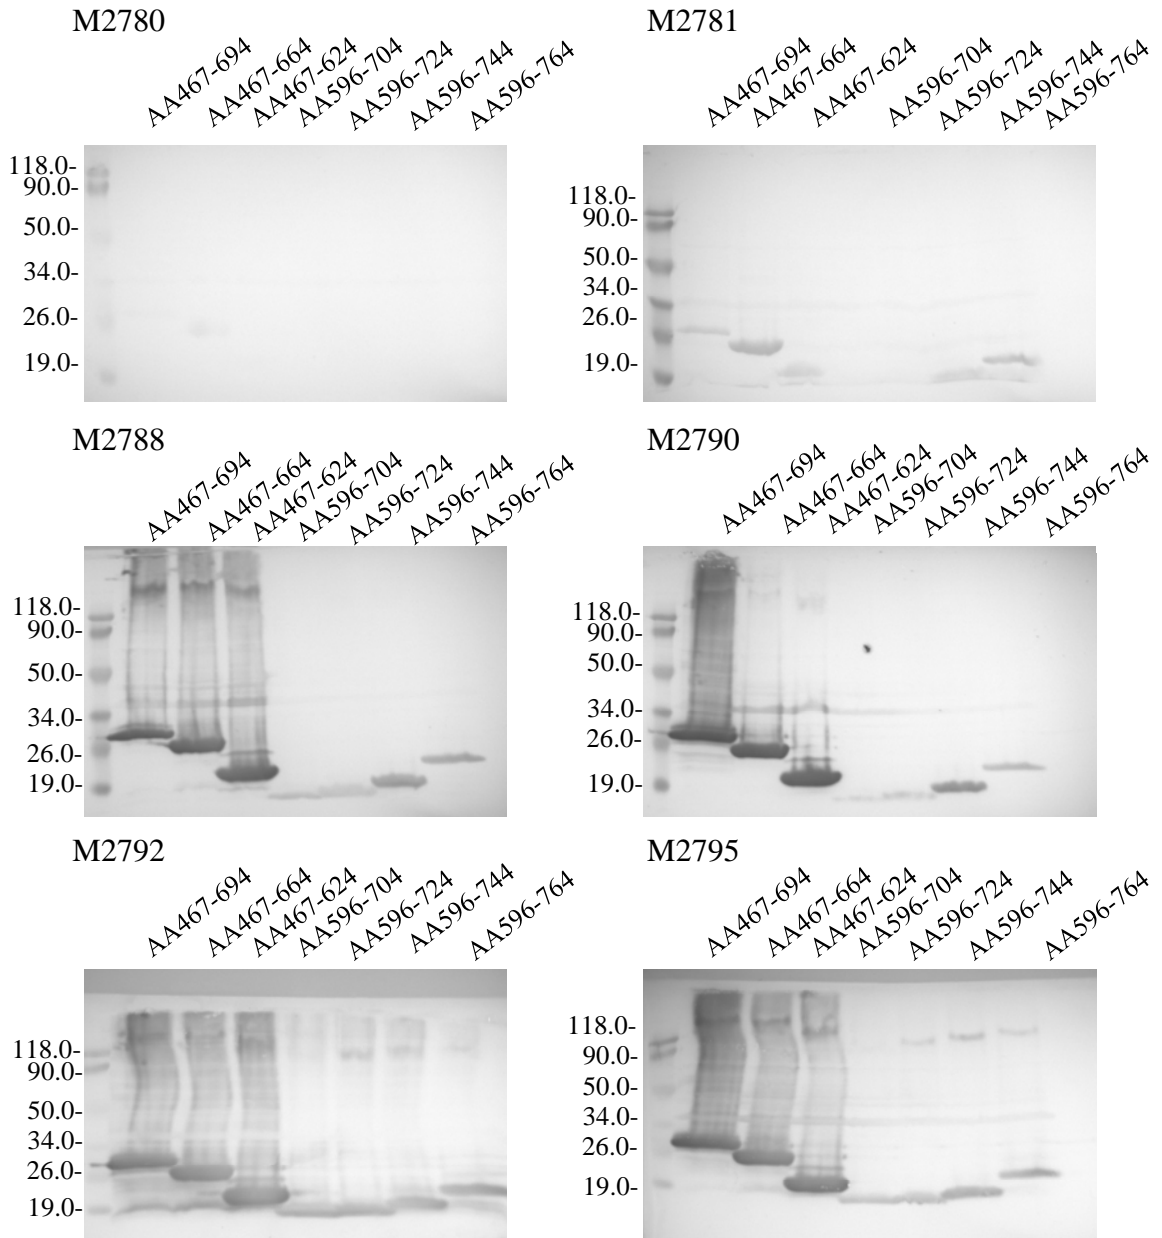 M2780
AA467-694
AA467-664
AA467-624
AA596-704
AA596-724
AA596-744
AA596-764
118.0-
90.0-
50.0-
34.0-
26.0-
19.0-
M2781
AA467-694
AA467-664
AA467-624
AA596-704
AA596-724
AA596-744
AA596-764
118.0-
90.0-
50.0-
34.0-
26.0-
19.0-
M2788
AA467-694
AA467-664
AA467-624
AA596-704
AA596-724
AA596-744
AA596-764
118.0-
90.0-
50.0-
34.0-
26.0-
19.0-
M2790
AA467-694
AA467-664
AA467-624
AA596-704
AA596-724
AA596-744
AA596-764
118.0-
90.0-
50.0-
34.0-
26.0-
19.0-
M2792
AA467-694
AA467-664
AA467-624
AA596-704
AA596-724
AA596-744
AA596-764
118.0-
90.0-
50.0-
34.0-
26.0-
19.0-
M2795
AA467-694
AA467-664
AA467-624
AA596-704
AA596-724
AA596-744
AA596-764
118.0-
90.0-
50.0-
34.0-
26.0-
19.0-